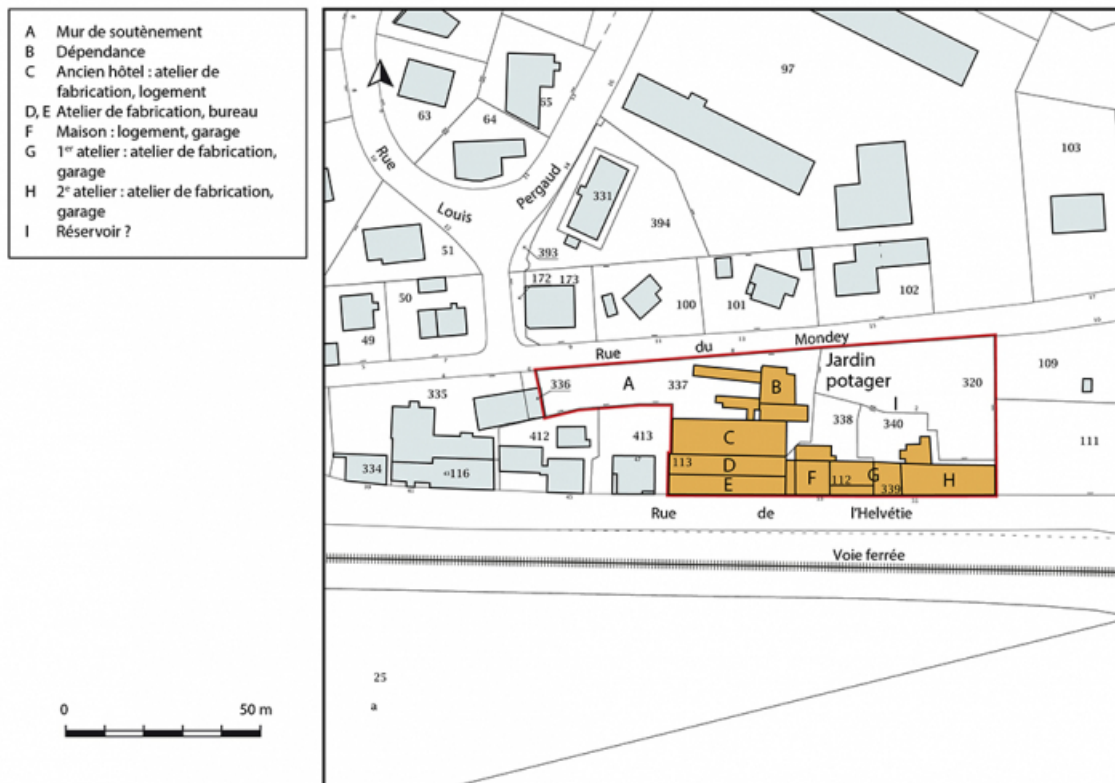 A Mur de soutènement
B Dépendance
C Ancien hôtel : atelier de
fabrication, logement
D, E Atelier de fabrication, bureau
F Maison : logement, garage
G 1er atelier : atelier de fabrication,
garage
H 2e atelier : atelier de fabrication,
garage
I Réservoir ?
97
63
64
65
103
Rue
Louis
Pergaud
331
394
51
393
172 173
50
49
100
101
102
Rue du Mondey
109
336
A
337
B
Jardin
potager
320
335
I
338
340
412
413
C
111
334
116
113
D
E
F
112
G
339
H
Rue de l'Helvétie
Voie ferrée
25
a
0 50 m